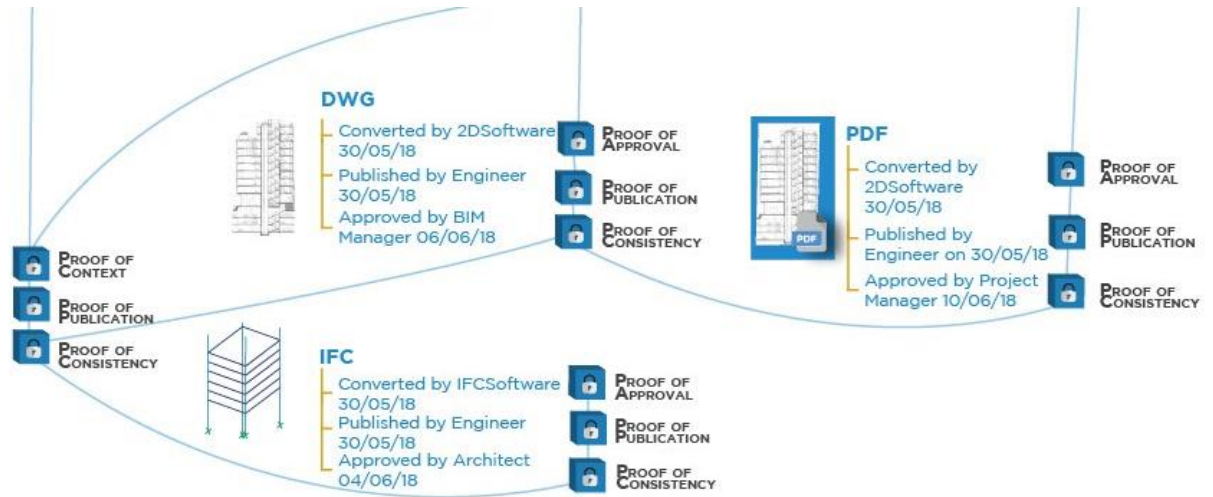 DWG
Converted by 2DSoftware
30/05/18
Published by Engineer
30/05/18
Approved by BIM
Manager 06/06/18
PROOF OF
APPROVAL
PROOF OF
PUBLICATION
PROOF OF
CONSISTENCY
PDF
PDF
Converted by
2DSoftware
30/05/18
Published by
Engineer on 30/05/18
Approved by Project
Manager 10/06/18
PROOF OF
APPROVAL
PROOF OF
PUBLICATION
PROOF OF
CONSISTENCY
PROOF OF
CONTEXT
PROOF OF
PUBLICATION
PROOF OF
CONSISTENCY
IFC
Converted by IFCSoftware
30/05/18
Published by Engineer
30/05/18
Approved by Architect
04/06/18
PROOF OF
APPROVAL
PROOF OF
PUBLICATION
PROOF OF
CONSISTENCY